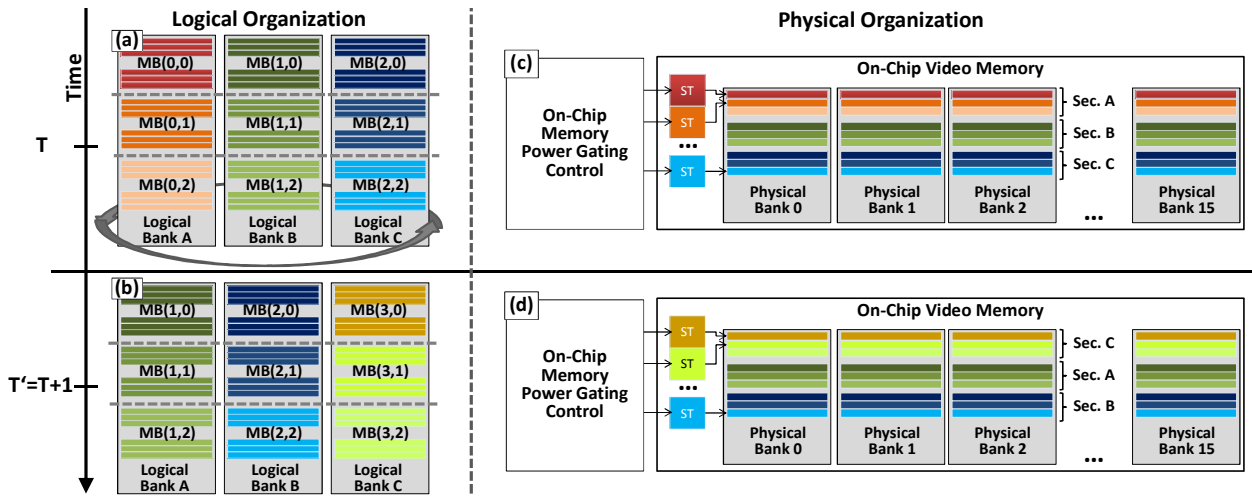 Logical Organization
Physical Organization
Time
T
T‘=T+1
(a)
MB(0,0)
MB(1,0)
MB(2,0)
MB(0,1)
MB(1,1)
MB(2,1)
MB(0,2)
MB(1,2)
MB(2,2)
Logical
Bank A
Logical
Bank B
Logical
Bank C
(c)
On-Chip
Memory
Power Gating
Control
ST
ST
...
ST
On-Chip Video Memory
Sec. A
Sec. B
Sec. C
Physical
Bank 0
Physical
Bank 1
Physical
Bank 2
...
Physical
Bank 15
(b)
MB(1,0)
MB(2,0)
MB(3,0)
MB(1,1)
MB(2,1)
MB(3,1)
MB(1,2)
MB(2,2)
MB(3,2)
Logical
Bank A
Logical
Bank B
Logical
Bank C
(d)
On-Chip
Memory
Power Gating
Control
ST
ST
...
ST
On-Chip Video Memory
Sec. C
Sec. A
Sec. B
Physical
Bank 0
Physical
Bank 1
Physical
Bank 2
...
Physical
Bank 15